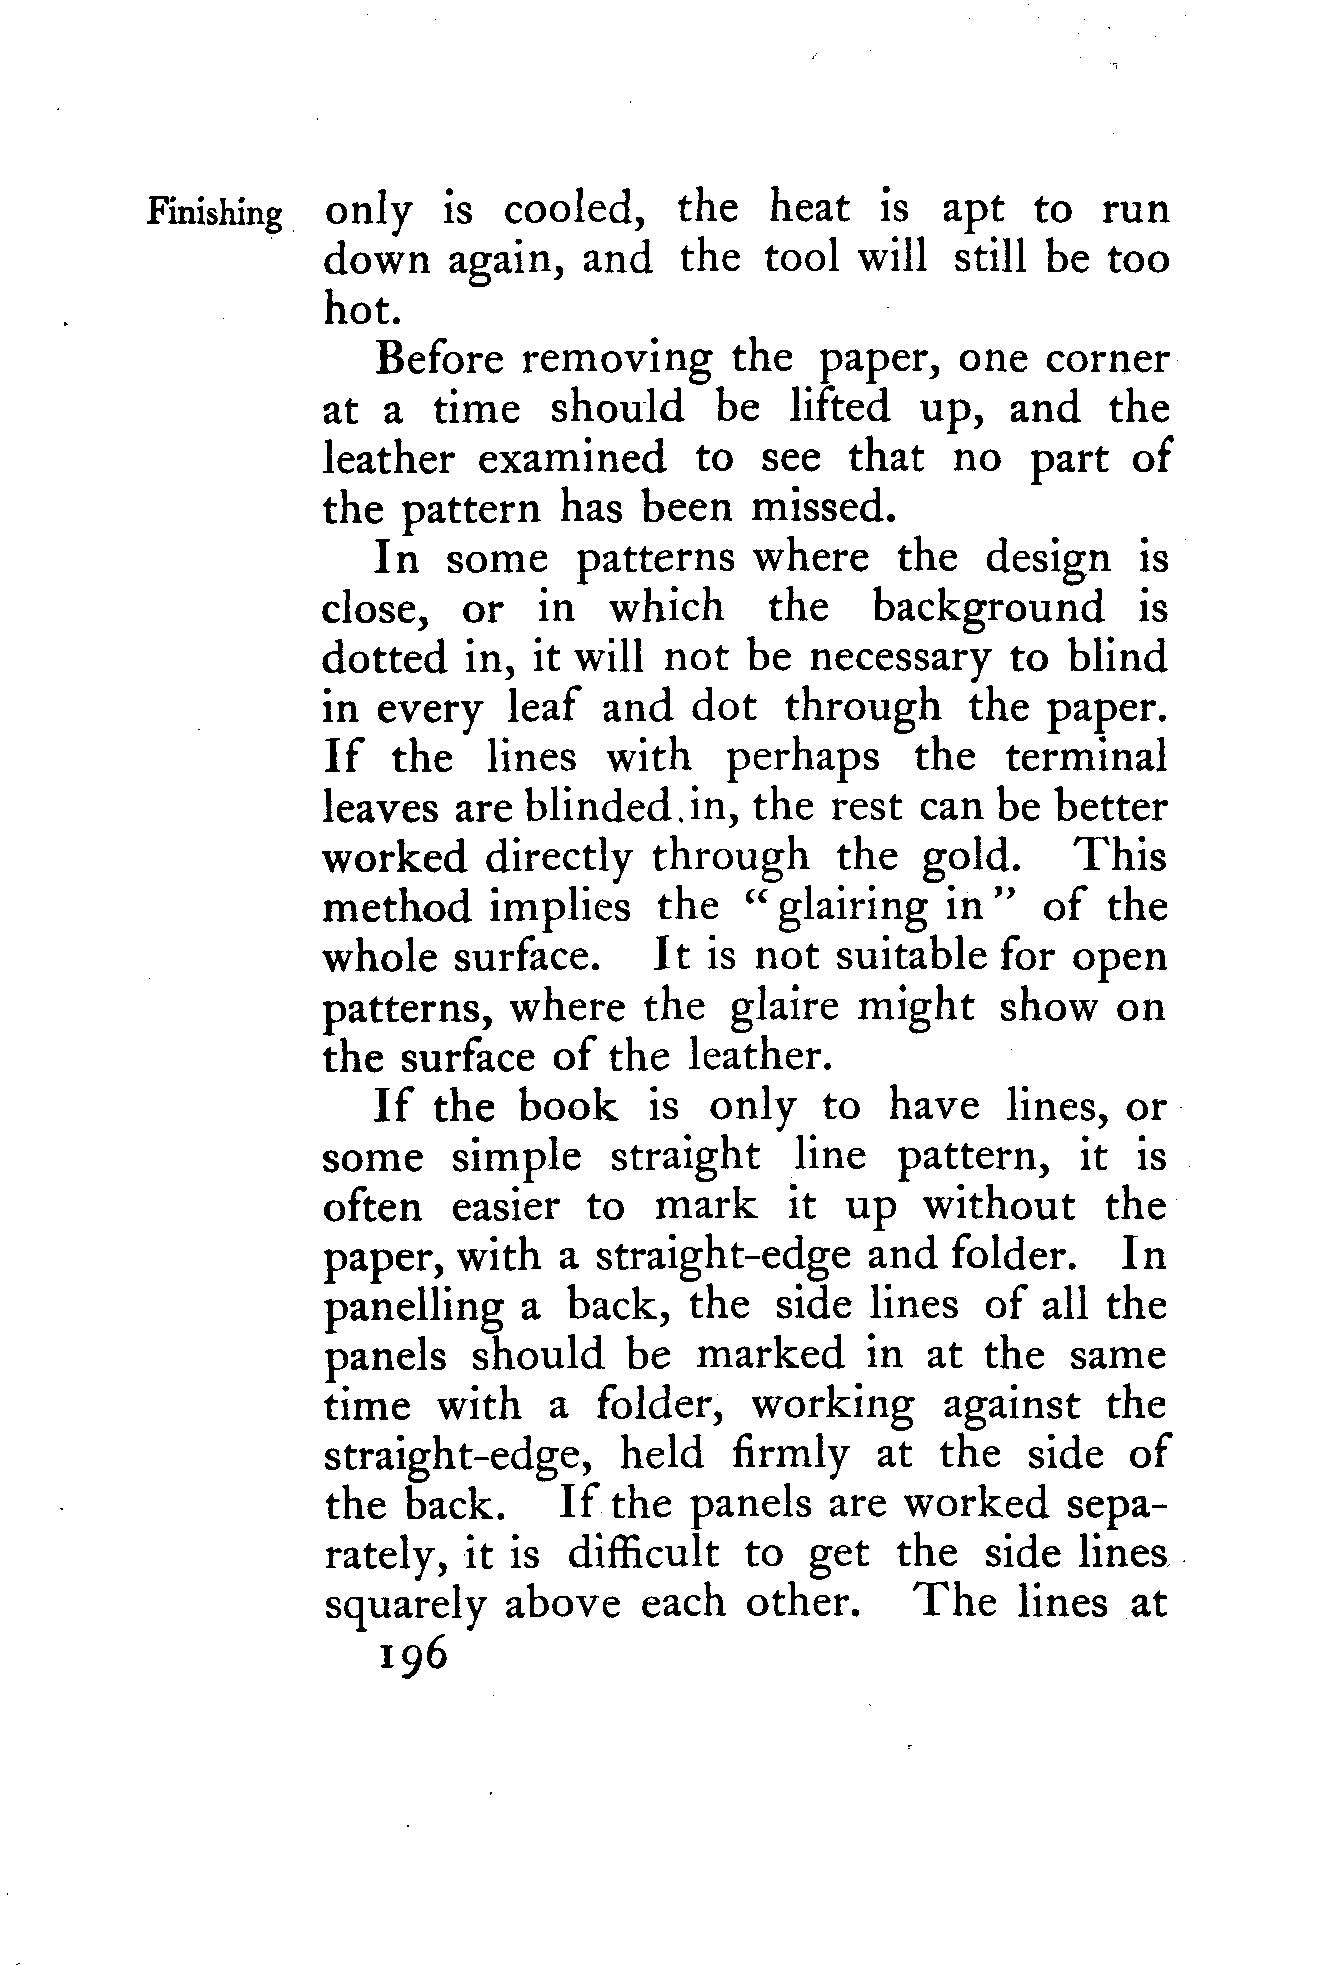 Finishing only is cooled, the heat is apt to run
down again, and the tool will still be too
hot.
Before removing the paper, one corner
at a time should be lifted up, and the
leather examined to see that no part of
the pattern has been missed.
In some patterns where the design is
close, or in which the background is
dotted in, it will not be necessary to blind
in every leaf and dot through the paper.
If the lines with perhaps the terminal
leaves are blinded in, the rest can be better
worked directly through the gold. This
method implies the “glairing in” of the
whole surface. It is not suitable for open
patterns, where the glaire might show on
the surface of the leather.
If the book is only to have lines, or
some simple straight line pattern, it is
often easier to mark it up without the
paper, with a straight-edge and folder. In
panelling a back, the side lines of all the
panels should be marked in at the same
time with a folder, working against the
straight-edge, held firmly at the side of
the back. If the panels are worked sepa-
rately, it is difficult to get the side lines
squarely above each other. The lines at
196